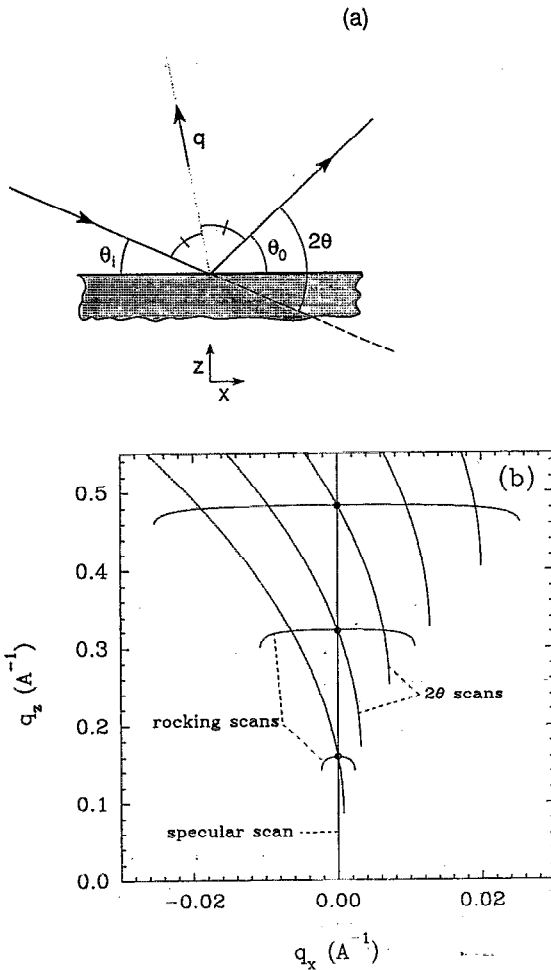 (a)
q
θi
θ0
2θ
z
x
(b)
0.5
0.4
0.3
0.2
0.1
0.0
qz (A⁻¹)
rocking scans
2θ scans
specular scan
-0.02
0.00
0.02
qx (A⁻¹)